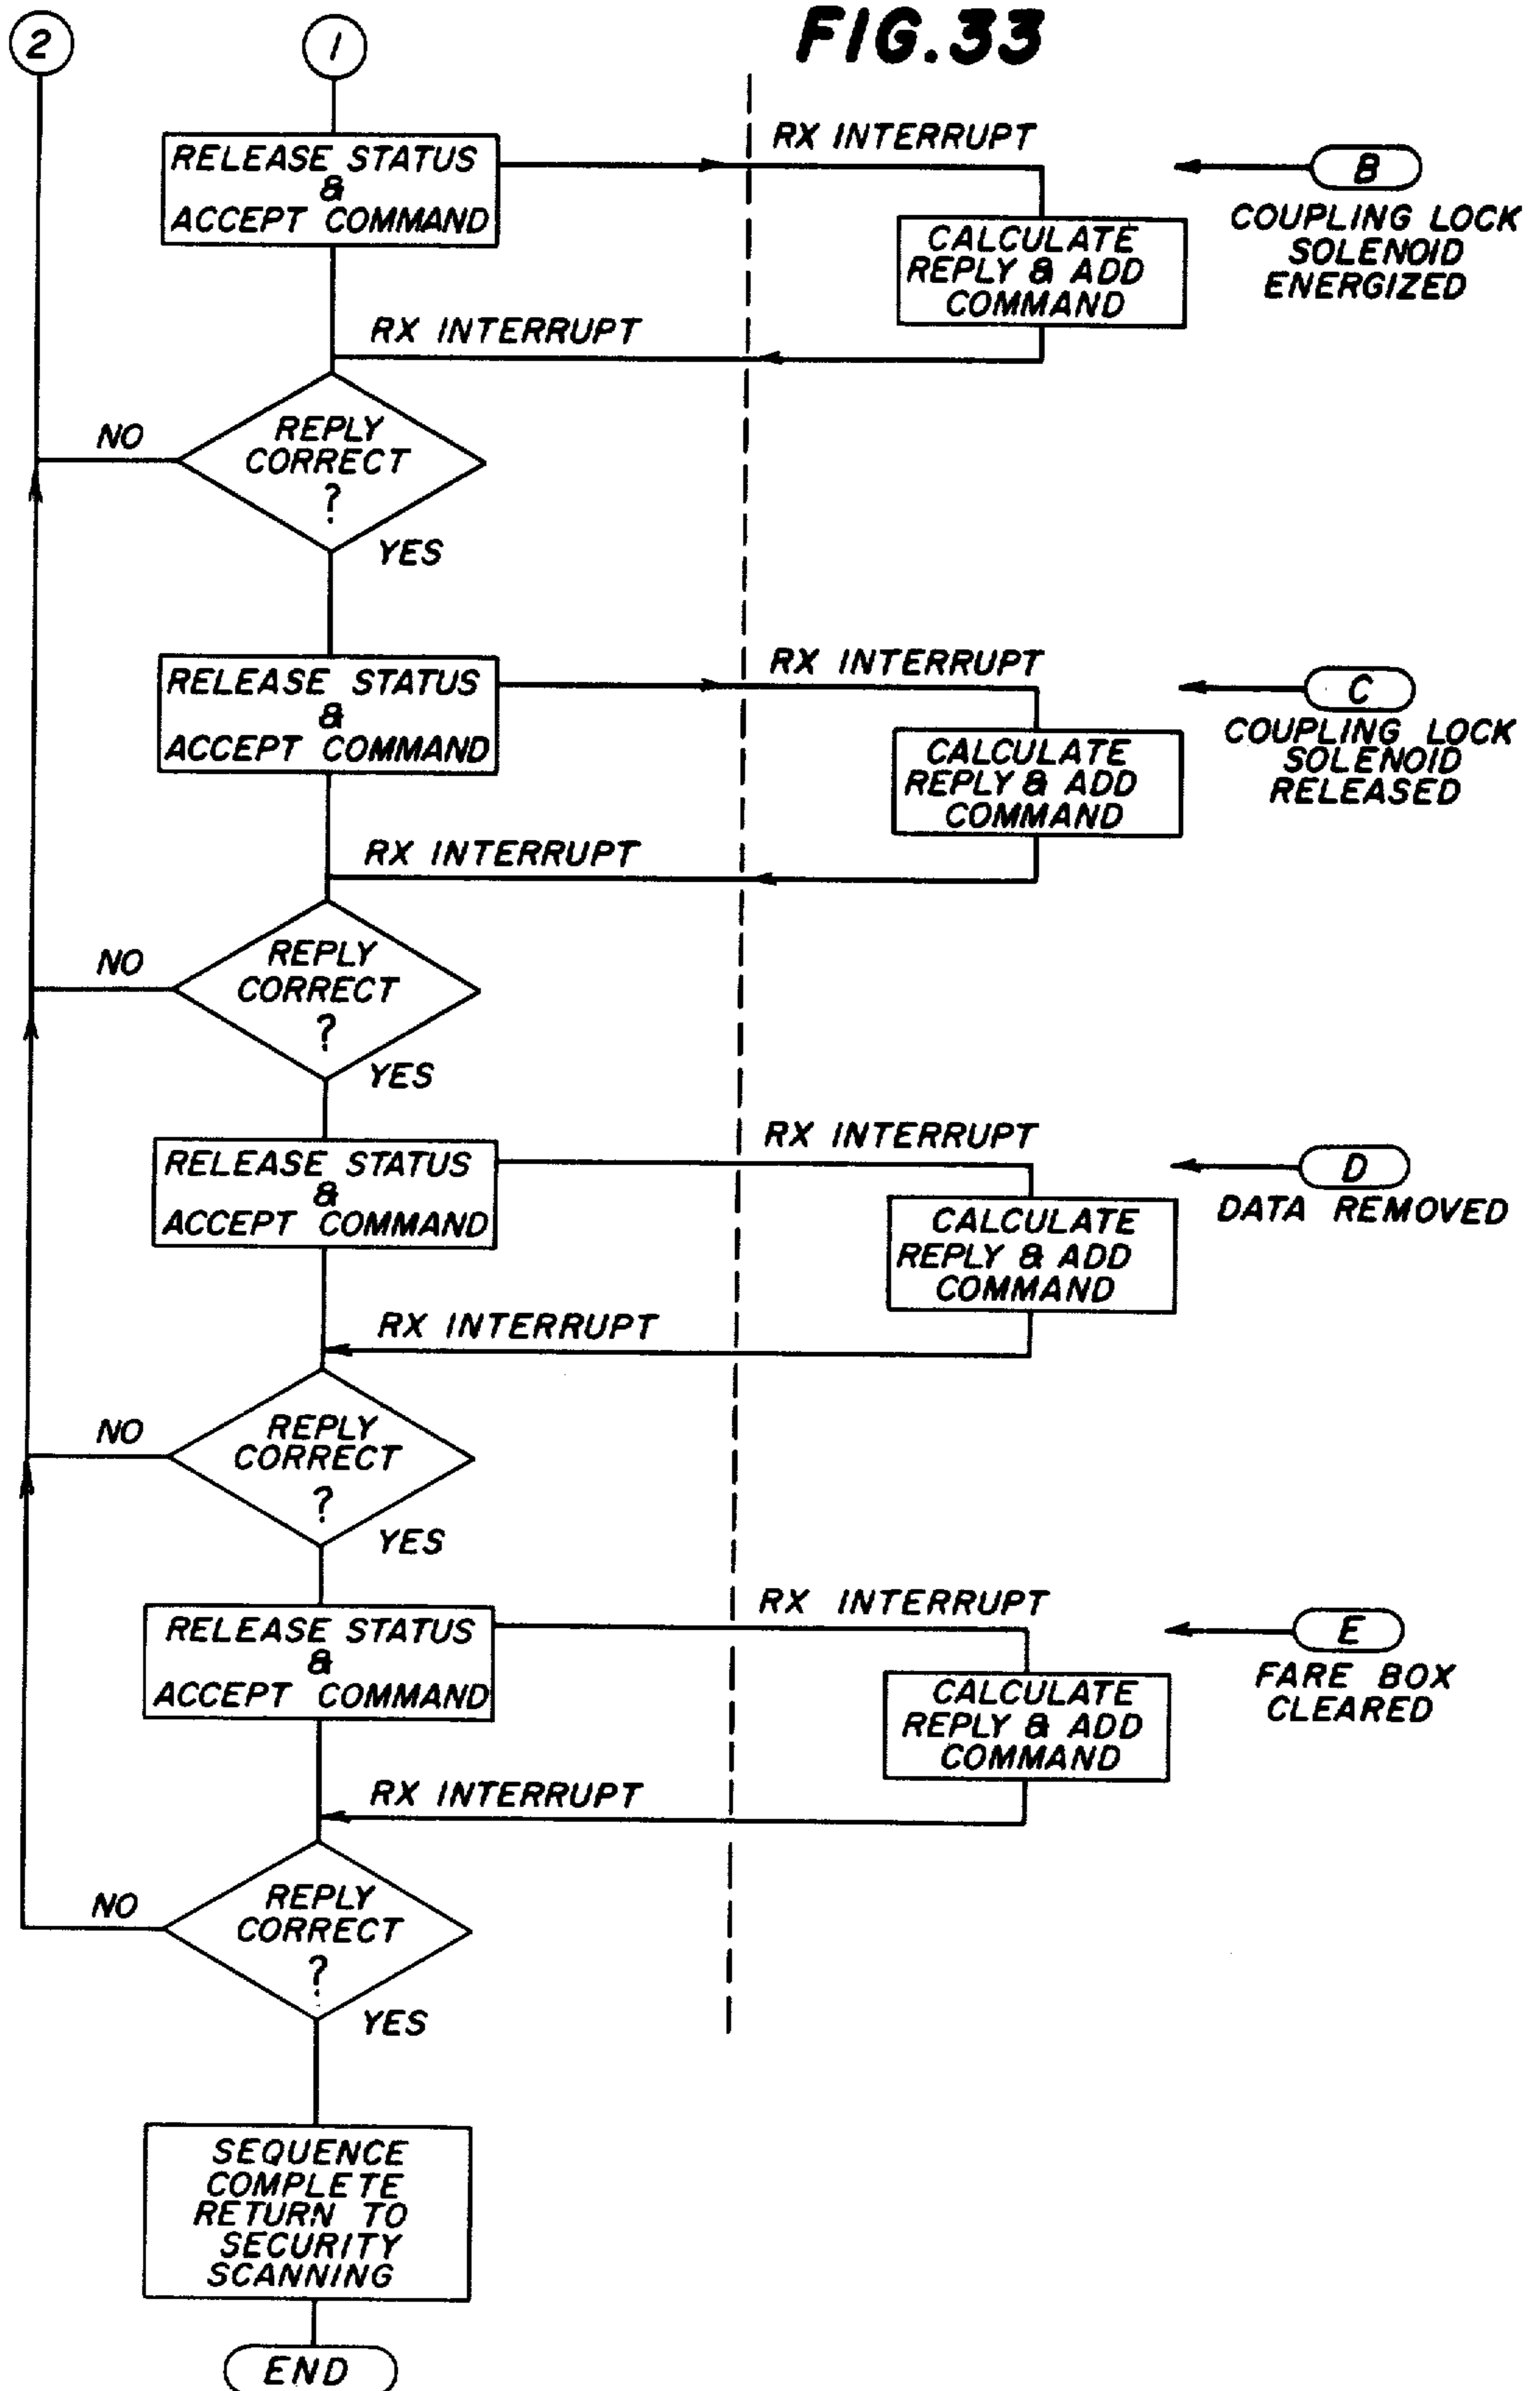 FIG.33
2
1
RELEASE STATUS
&
ACCEPT COMMAND
RX INTERRUPT
B
COUPLING LOCK
SOLENOID
ENERGIZED
CALCULATE
REPLY & ADD
COMMAND
RX INTERRUPT
REPLY
CORRECT
?
NO
YES
RELEASE STATUS
&
ACCEPT COMMAND
RX INTERRUPT
C
COUPLING LOCK
SOLENOID
RELEASED
CALCULATE
REPLY & ADD
COMMAND
RX INTERRUPT
REPLY
CORRECT
?
NO
YES
RELEASE STATUS
&
ACCEPT COMMAND
RX INTERRUPT
D
DATA REMOVED
CALCULATE
REPLY & ADD
COMMAND
RX INTERRUPT
REPLY
CORRECT
?
NO
YES
RELEASE STATUS
&
ACCEPT COMMAND
RX INTERRUPT
E
FARE BOX
CLEARED
CALCULATE
REPLY & ADD
COMMAND
RX INTERRUPT
REPLY
CORRECT
?
NO
YES
SEQUENCE
COMPLETE
RETURN TO
SECURITY
SCANNING
END